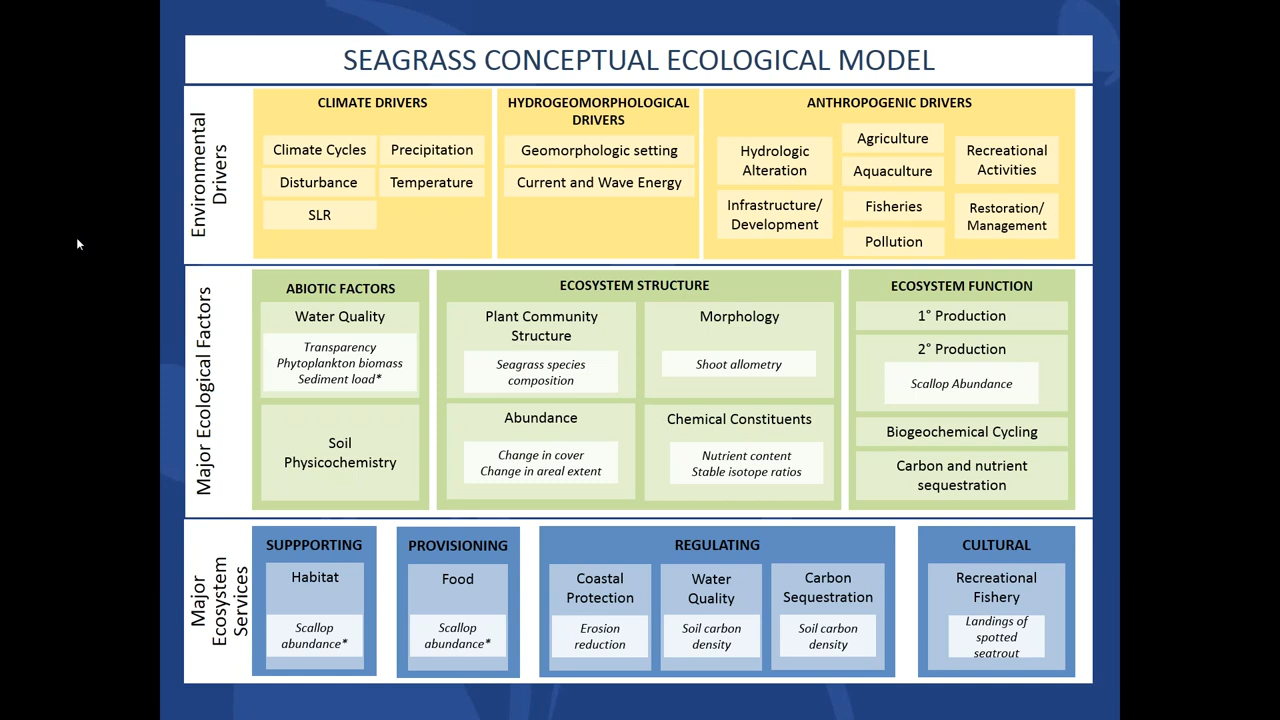 SEAGRASS CONCEPTUAL ECOLOGICAL MODEL
Environmental
Drivers
CLIMATE DRIVERS
Climate Cycles
Precipitation
Disturbance
Temperature
SLR
HYDROGEOMORPHOLOGICAL
DRIVERS
Geomorphologic setting
Current and Wave Energy
ANTHROPOGENIC DRIVERS
Hydrologic
Alteration
Infrastructure/
Development
Agriculture
Aquaculture
Fisheries
Pollution
Recreational
Activities
Restoration/
Management
Major Ecological Factors
ABIOTIC FACTORS
Water Quality
Transparency
Phytoplankton biomass
Sediment load*
Soil
Physicochemistry
ECOSYSTEM STRUCTURE
Plant Community
Structure
Seagrass species
composition
Morphology
Shoot allometry
Abundance
Change in cover
Change in areal extent
Chemical Constituents
Nutrient content
Stable isotope ratios
ECOSYSTEM FUNCTION
1° Production
2° Production
Scallop Abundance
Biogeochemical Cycling
Carbon and nutrient
sequestration
Major
Ecosystem
Services
SUPPPORTING
Habitat
Scallop
abundance*
PROVISIONING
Food
Scallop
abundance*
REGULATING
Coastal
Protection
Erosion
reduction
Water
Quality
Soil carbon
density
Carbon
Sequestration
Soil carbon
density
CULTURAL
Recreational
Fishery
Landings of
spotted
seatrout